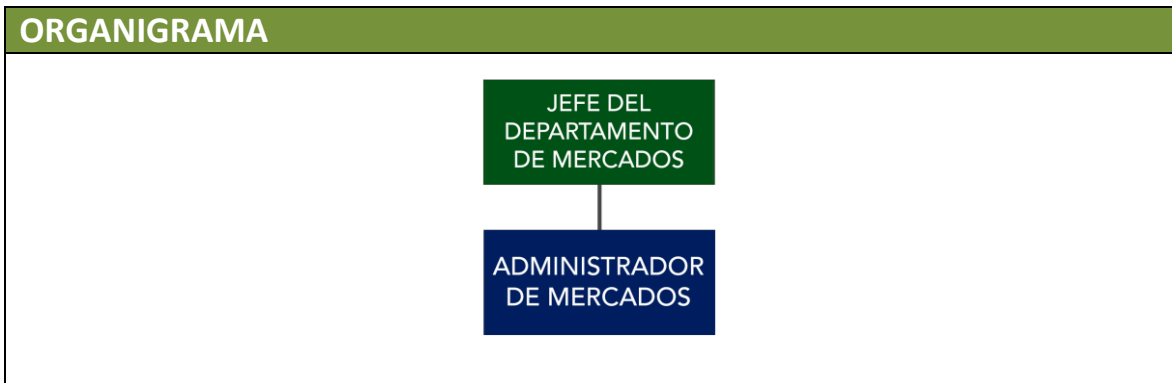 ORGANIGRAMA
JEFE DEL
DEPARTAMENTO
DE MERCADOS
ADMINISTRADOR
DE MERCADOS